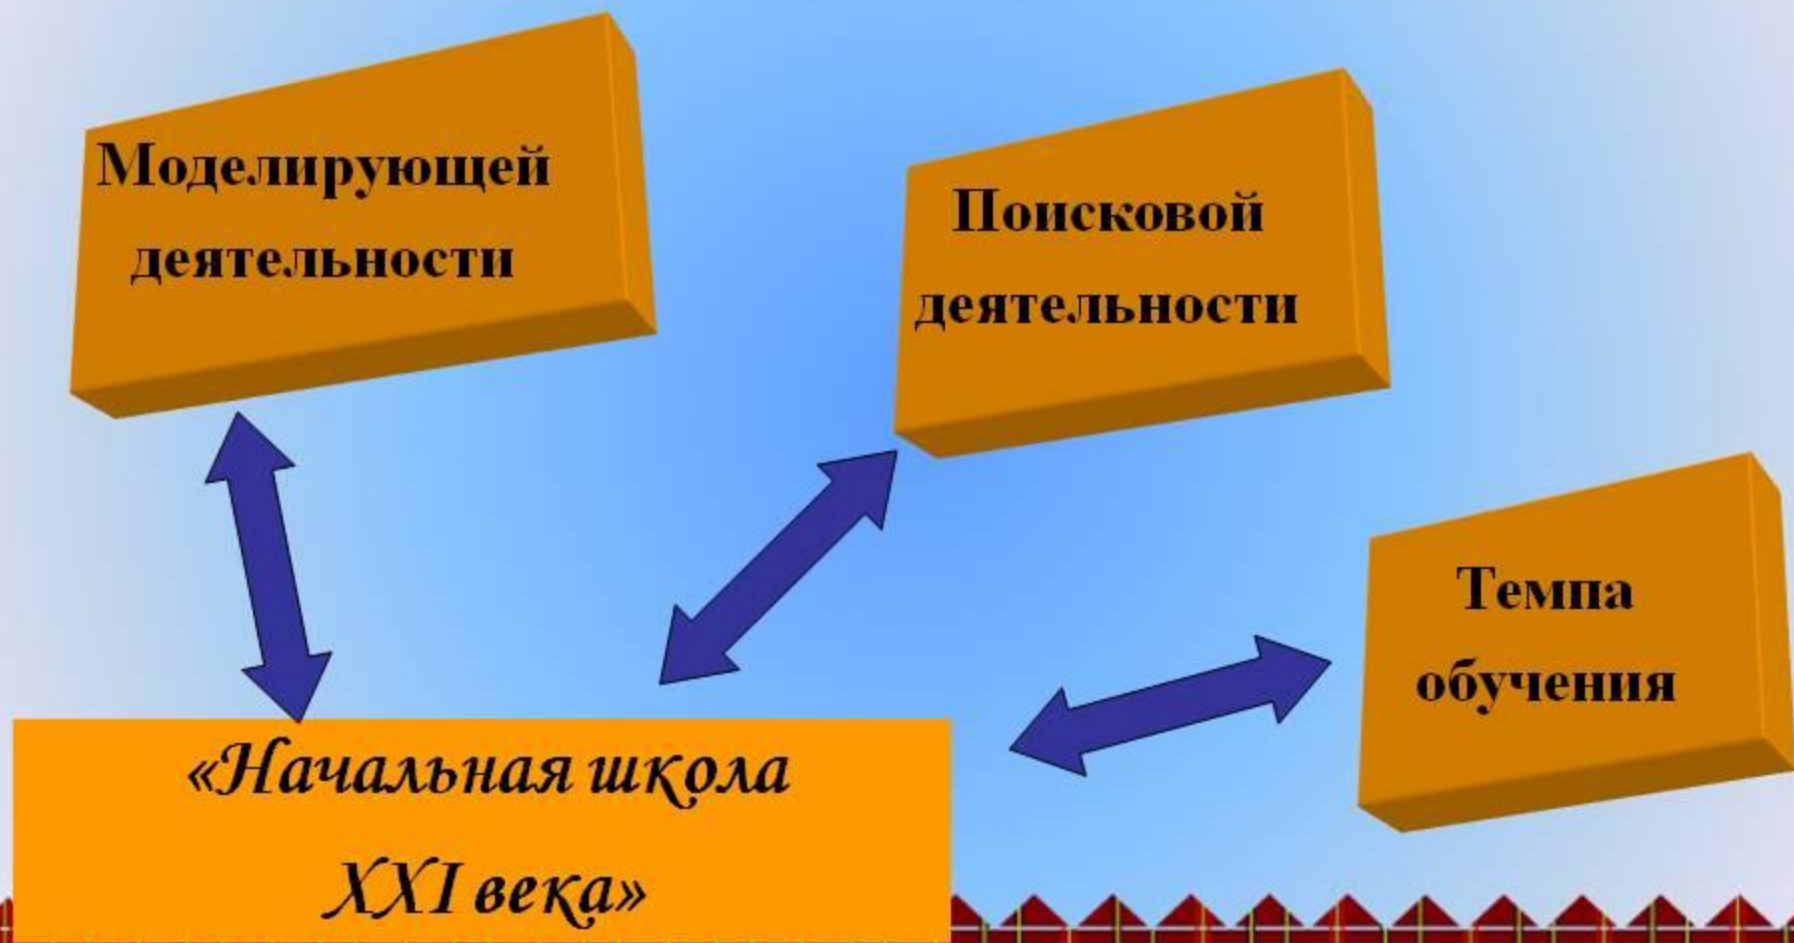 Моделирующей
деятельности
Поисковой
деятельности
Темпа
обучения
«Начальная школа
XXI века»